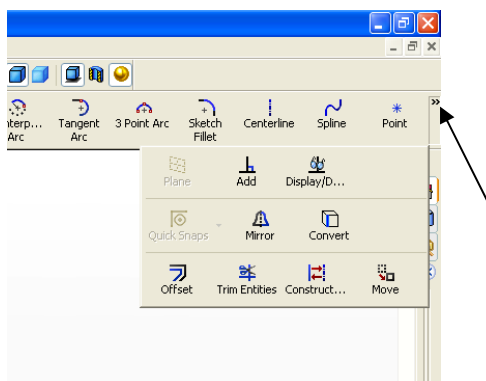 nterp... Tangent 3 Point Arc Sketch Centerline Spline Point »
Arc Arc Fillet
Plane Add Display/D...
Quick Snaps Mirror Convert
Offset Trim Entities Construct... Move